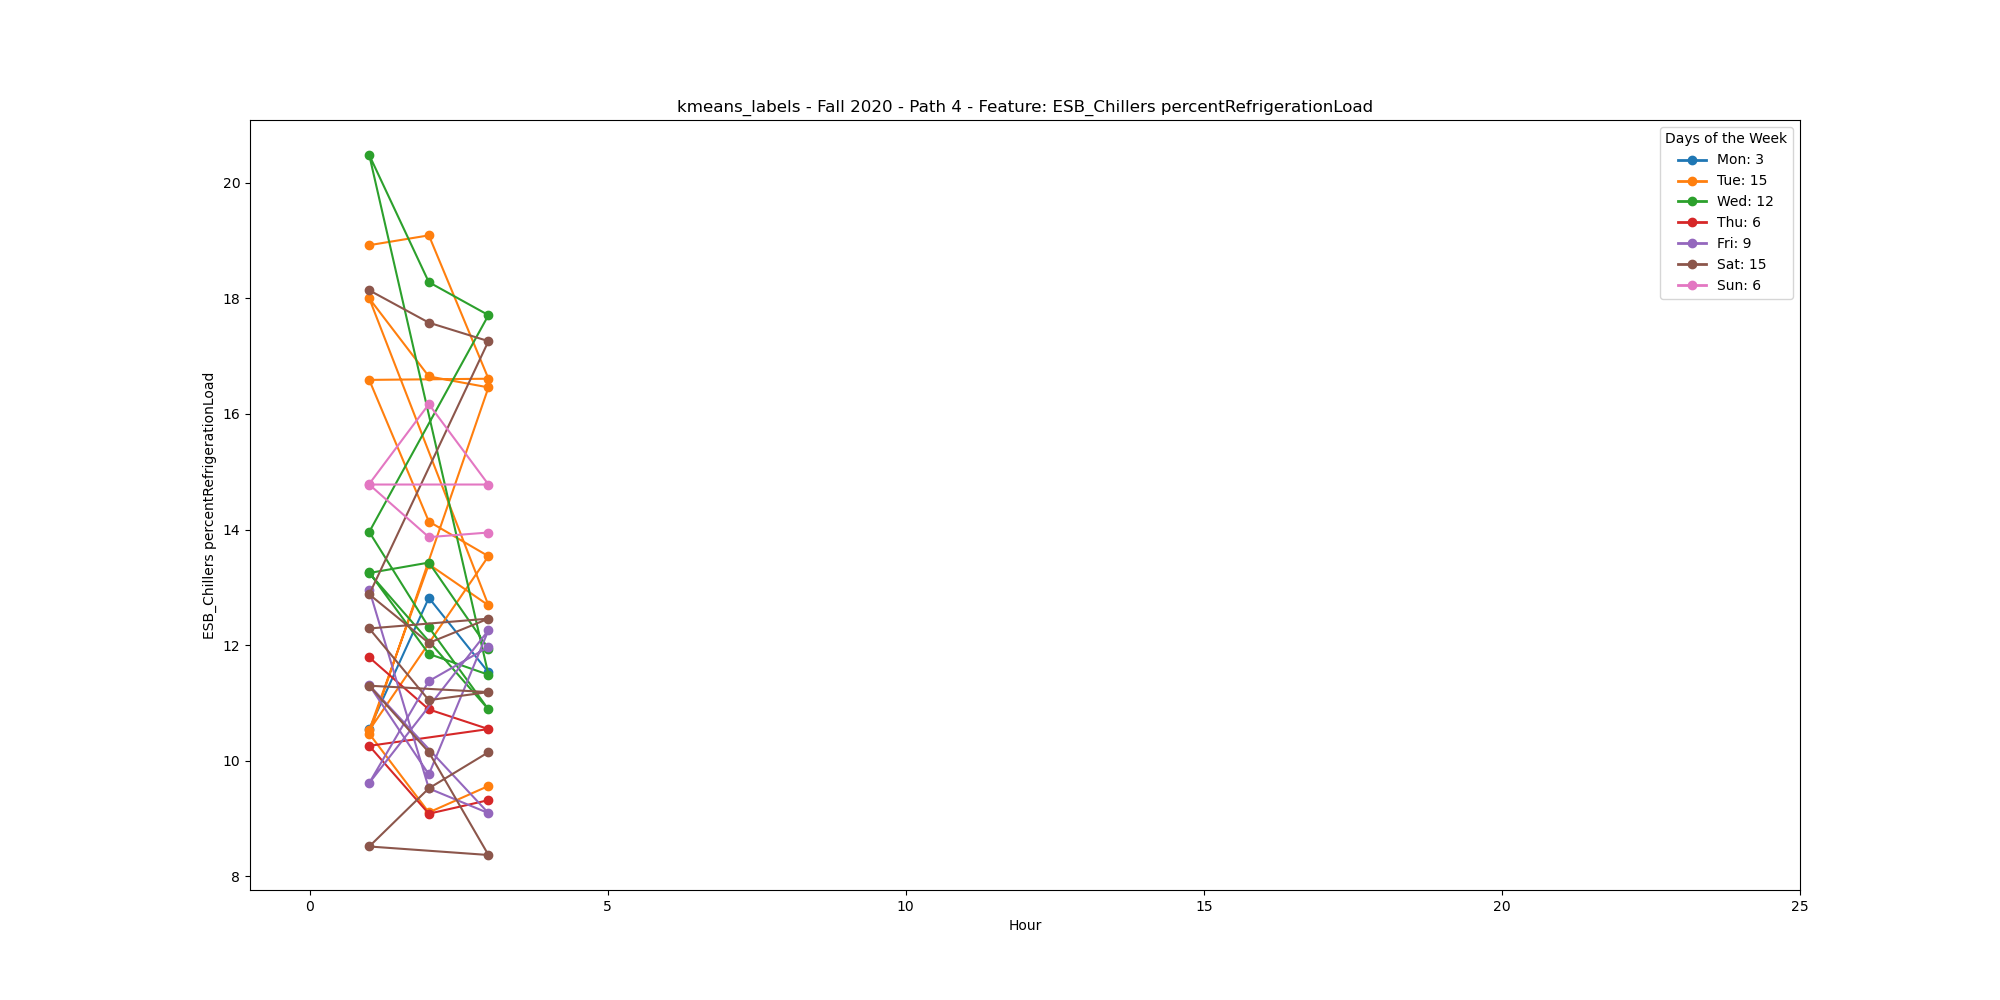 kmeans_labels - Fall 2020 - Path 4 - Feature: ESB_Chillers percentRefrigerationLoad
Days of the Week
Mon: 3
Tue: 15
Wed: 12
Thu: 6
Fri: 9
Sat: 15
Sun: 6
ESB_Chillers percentRefrigerationLoad
20
18
16
14
12
10
8
0
5
10
15
20
25
Hour